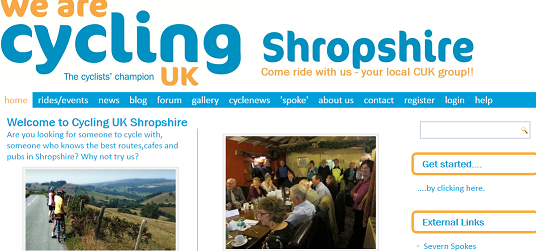 we are
cycling
UK
The cyclists' champion
Shropshire
Come ride with us - your local CUK group!!
home rides/events news blog forum gallery cyclenews 'spoke' about us contact register login help
Welcome to Cycling UK Shropshire
Are you looking for someone to cycle with,
someone who knows the best routes,cafes and
pubs in Shropshire? Why not try us?
Get started....
....by clicking here.
External Links
Severn Spokes